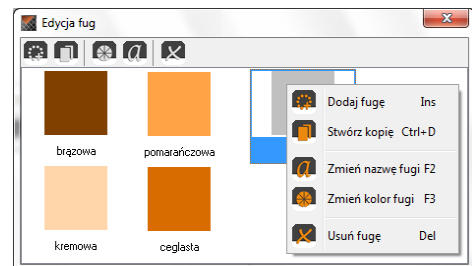 Edycja fug
brązowa
pomarańczowa
kremowa
ceglasta
Dodaj fugę Ins
Stwórz kopię Ctrl+D
Zmień nazwę fugi F2
Zmień kolor fugi F3
Usuń fugę Del